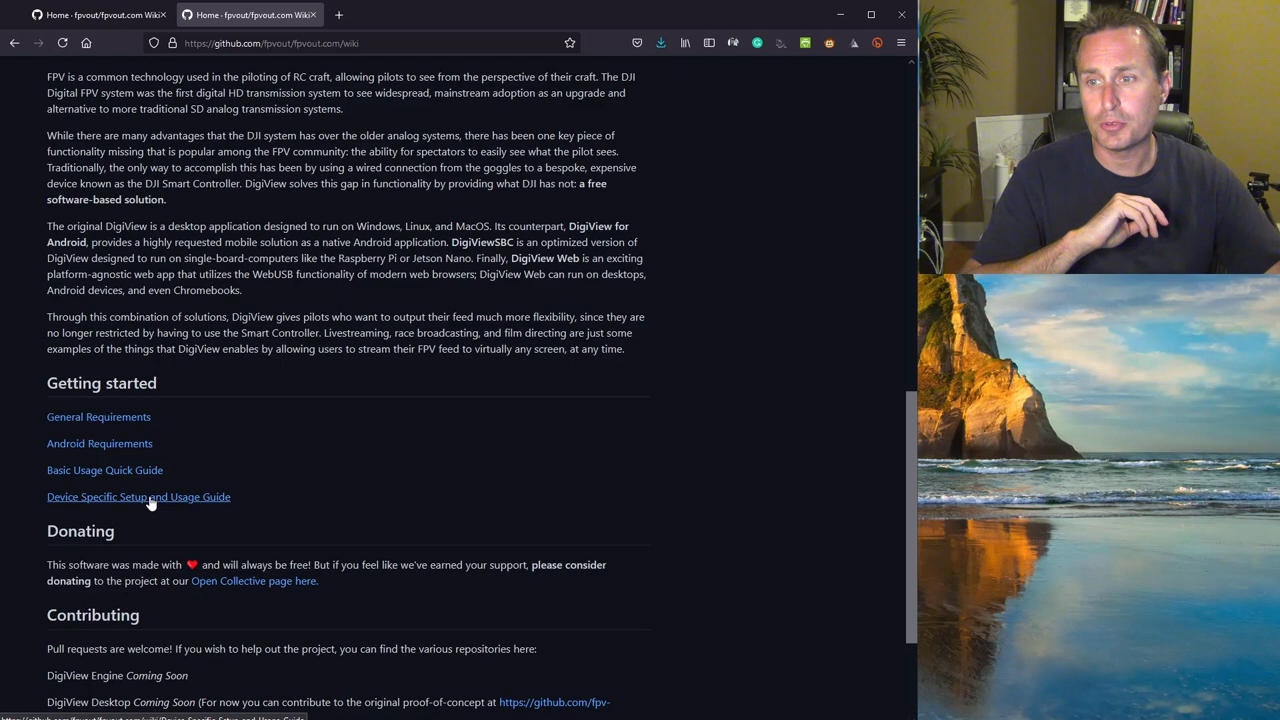 Home · fpvout/fpvout.com Wiki
Home · fpvout/fpvout.com Wiki
https://github.com/fpvout/fpvout.com/wiki
FPV is a common technology used in the piloting of RC craft, allowing pilots to see from the perspective of their craft. The DJI
Digital FPV system was the first digital HD transmission system to see widespread, mainstream adoption as an upgrade and
alternative to more traditional SD analog transmission systems.
While there are many advantages that the DJI system has over the older analog systems, there has been one key piece of
functionality missing that is popular among the FPV community: the ability for spectators to easily see what the pilot sees.
Traditionally, the only way to accomplish this has been by using a wired connection from the goggles to a bespoke, expensive
device known as the DJI Smart Controller. DigiView solves this gap in functionality by providing what DJI has not: a free
software-based solution.
The original DigiView is a desktop application designed to run on Windows, Linux, and MacOS. Its counterpart, DigiView for
Android, provides a highly requested mobile solution as a native Android application. DigiViewSBC is an optimized version of
DigiView designed to run on single-board-computers like the Raspberry Pi or Jetson Nano. Finally, DigiView Web is an exciting
platform-agnostic web app that utilizes the WebUSB functionality of modern web browsers; DigiView Web can run on desktops,
Android devices, and even Chromebooks.
Through this combination of solutions, DigiView gives pilots who want to output their feed much more flexibility, since they are
no longer restricted by having to use the Smart Controller. Livestreaming, race broadcasting, and film directing are just some
examples of the things that DigiView enables by allowing users to stream their FPV feed to virtually any screen, at any time.
Getting started
General Requirements
Android Requirements
Basic Usage Quick Guide
Device Specific Setup and Usage Guide
Donating
This software was made with ❤ and will always be free! But if you feel like we've earned your support, please consider
donating to the project at our Open Collective page here.
Contributing
Pull requests are welcome! If you wish to help out the project, you can find the various repositories here:
DigiView Engine Coming Soon
DigiView Desktop Coming Soon (For now you can contribute to the original proof-of-concept at https://github.com/fpv-
https://github.com/fpvout/fpvout.com/wiki/Device-Specific-Setup-and-Usage-Guide